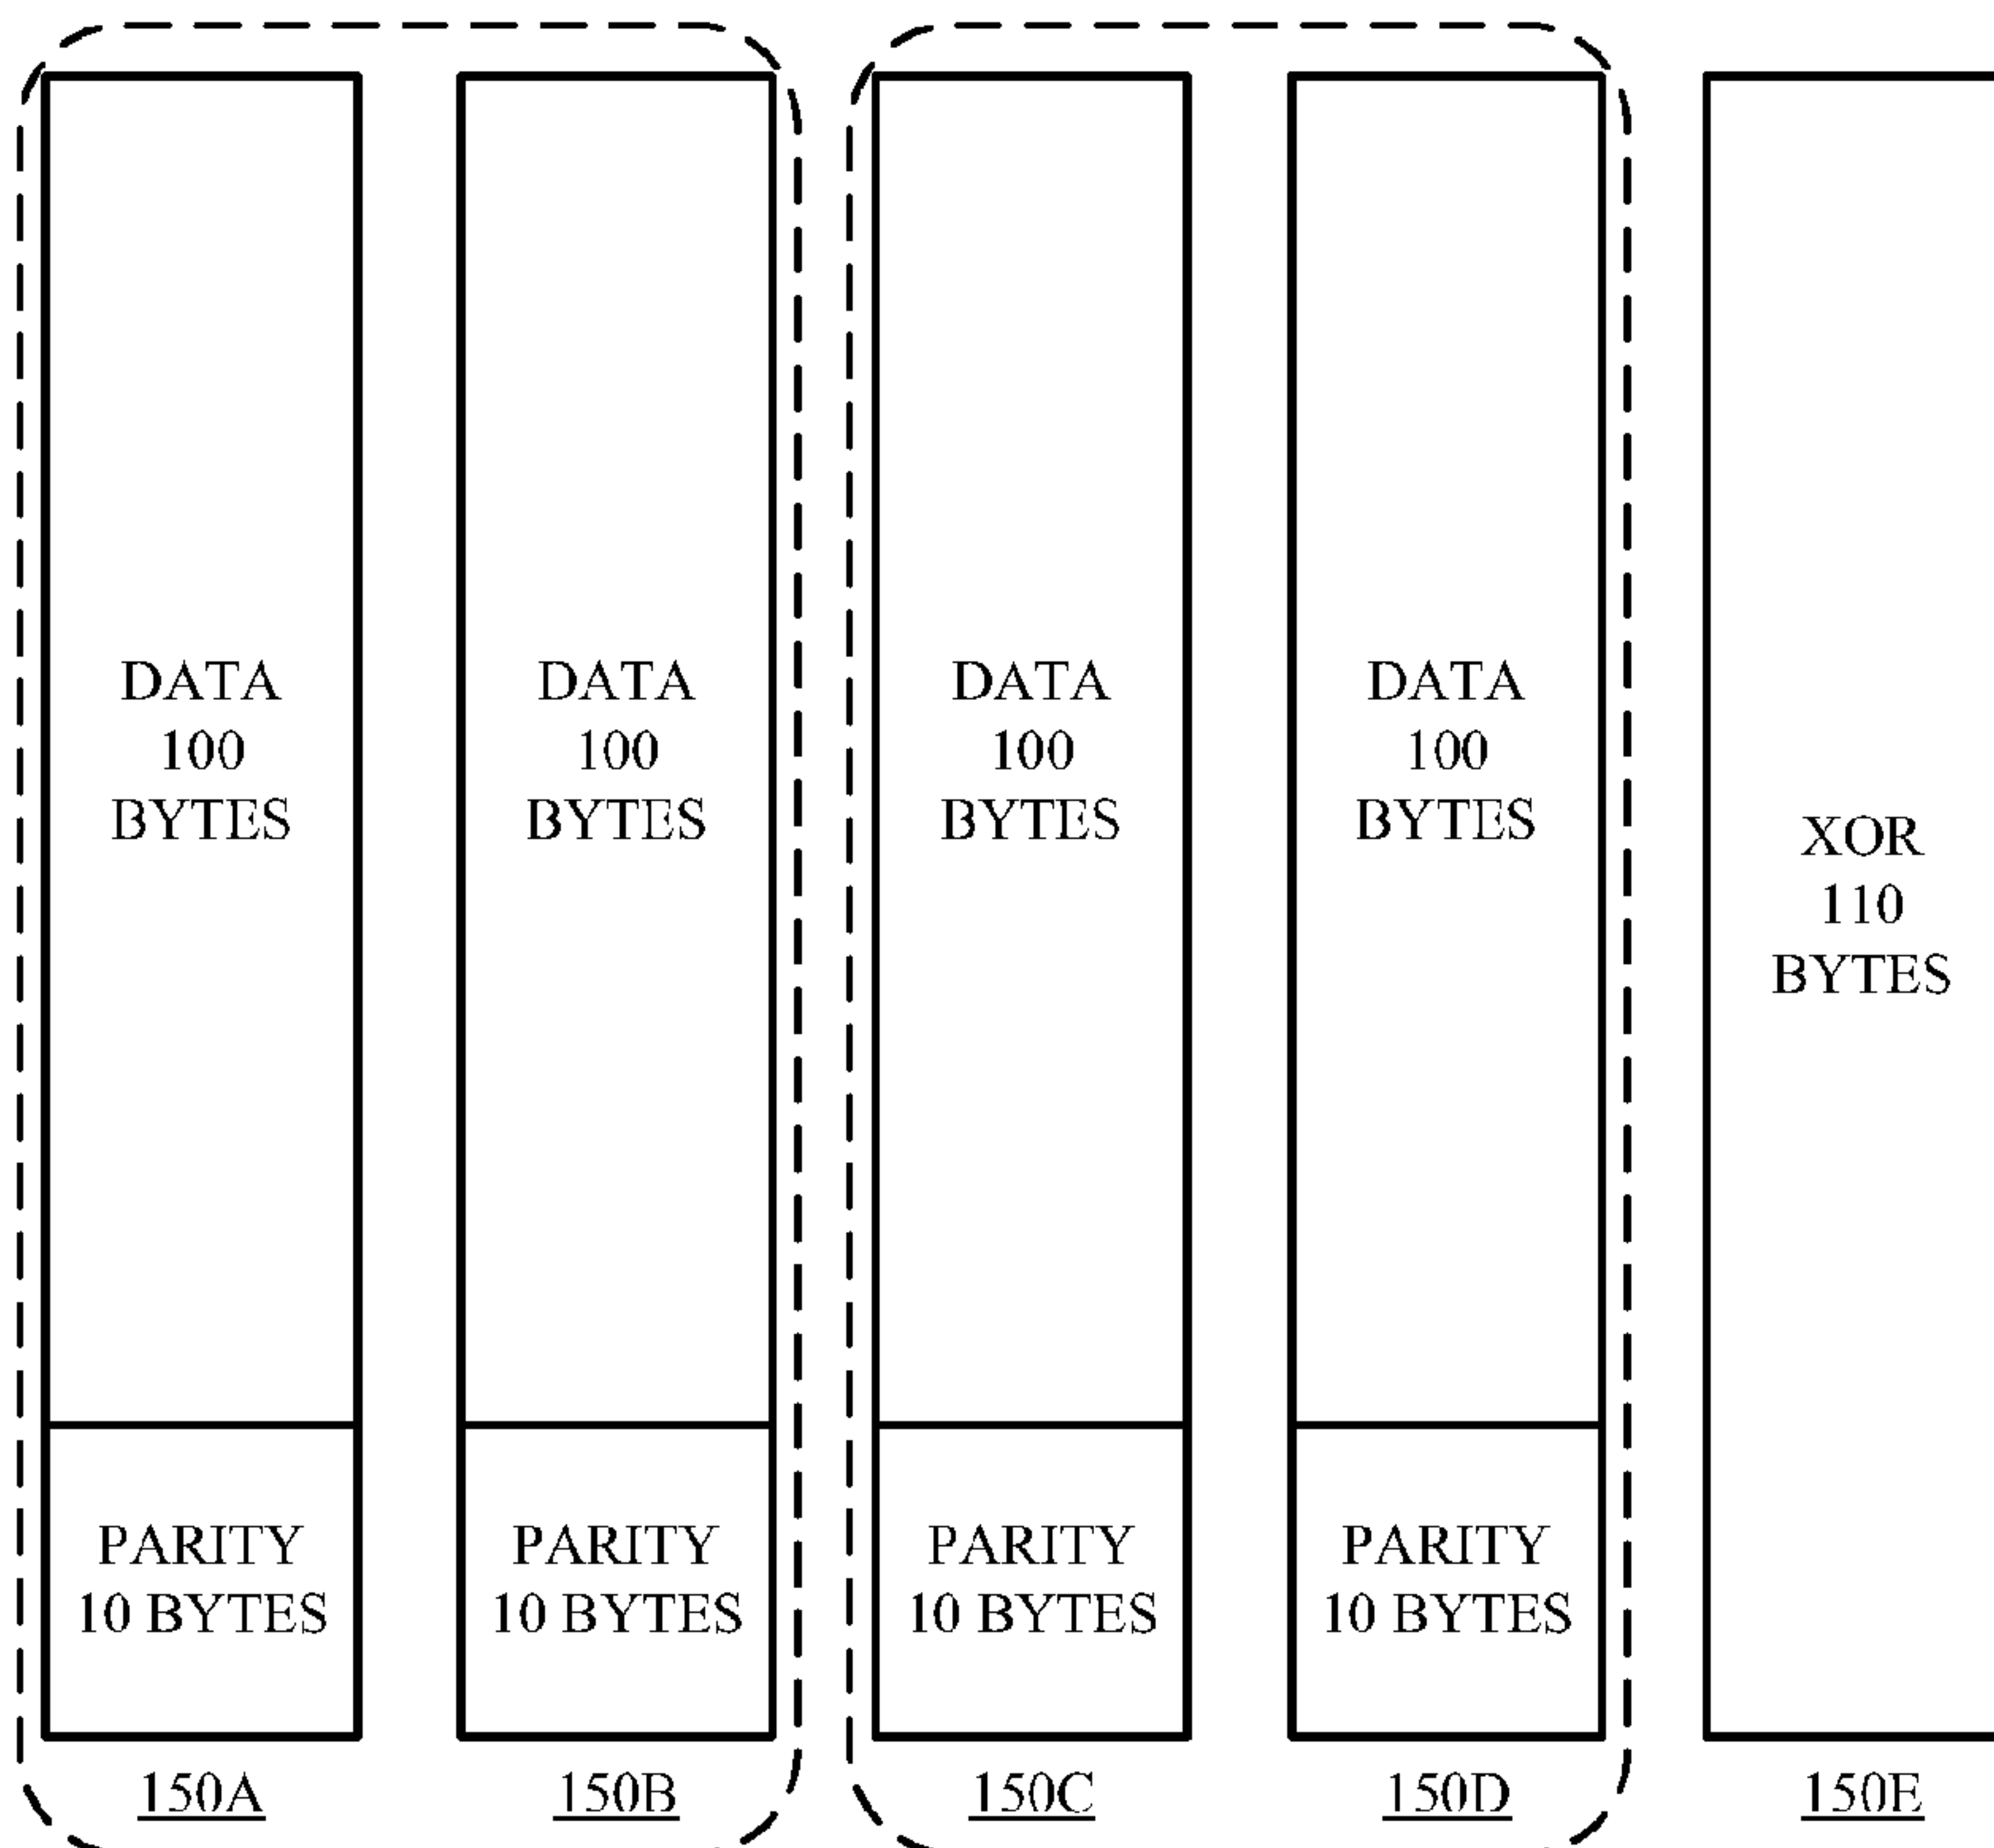 DATA
100
BYTES
DATA
100
BYTES
DATA
100
BYTES
DATA
100
BYTES
XOR
110
BYTES
PARITY
10 BYTES
PARITY
10 BYTES
PARITY
10 BYTES
PARITY
10 BYTES
150A
150B
150C
150D
150E